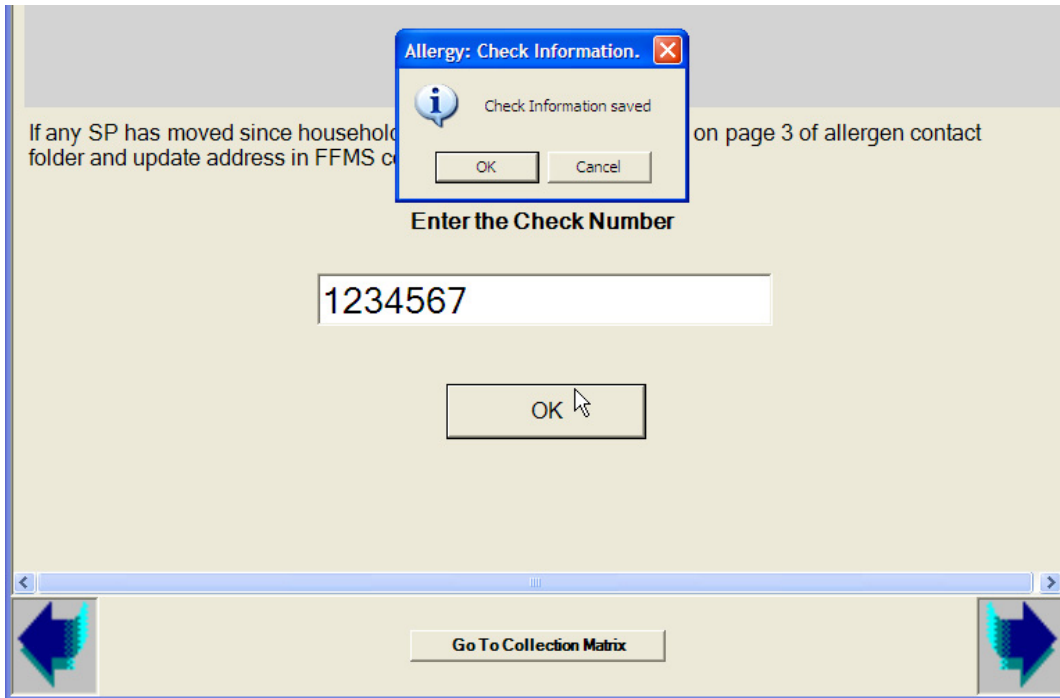 Allergy: Check Information.
Check Information saved
OK Cancel
If any SP has moved since household on page 3 of allergen contact
folder and update address in FFMS
Enter the Check Number
1234567
OK
Go To Collection Matrix